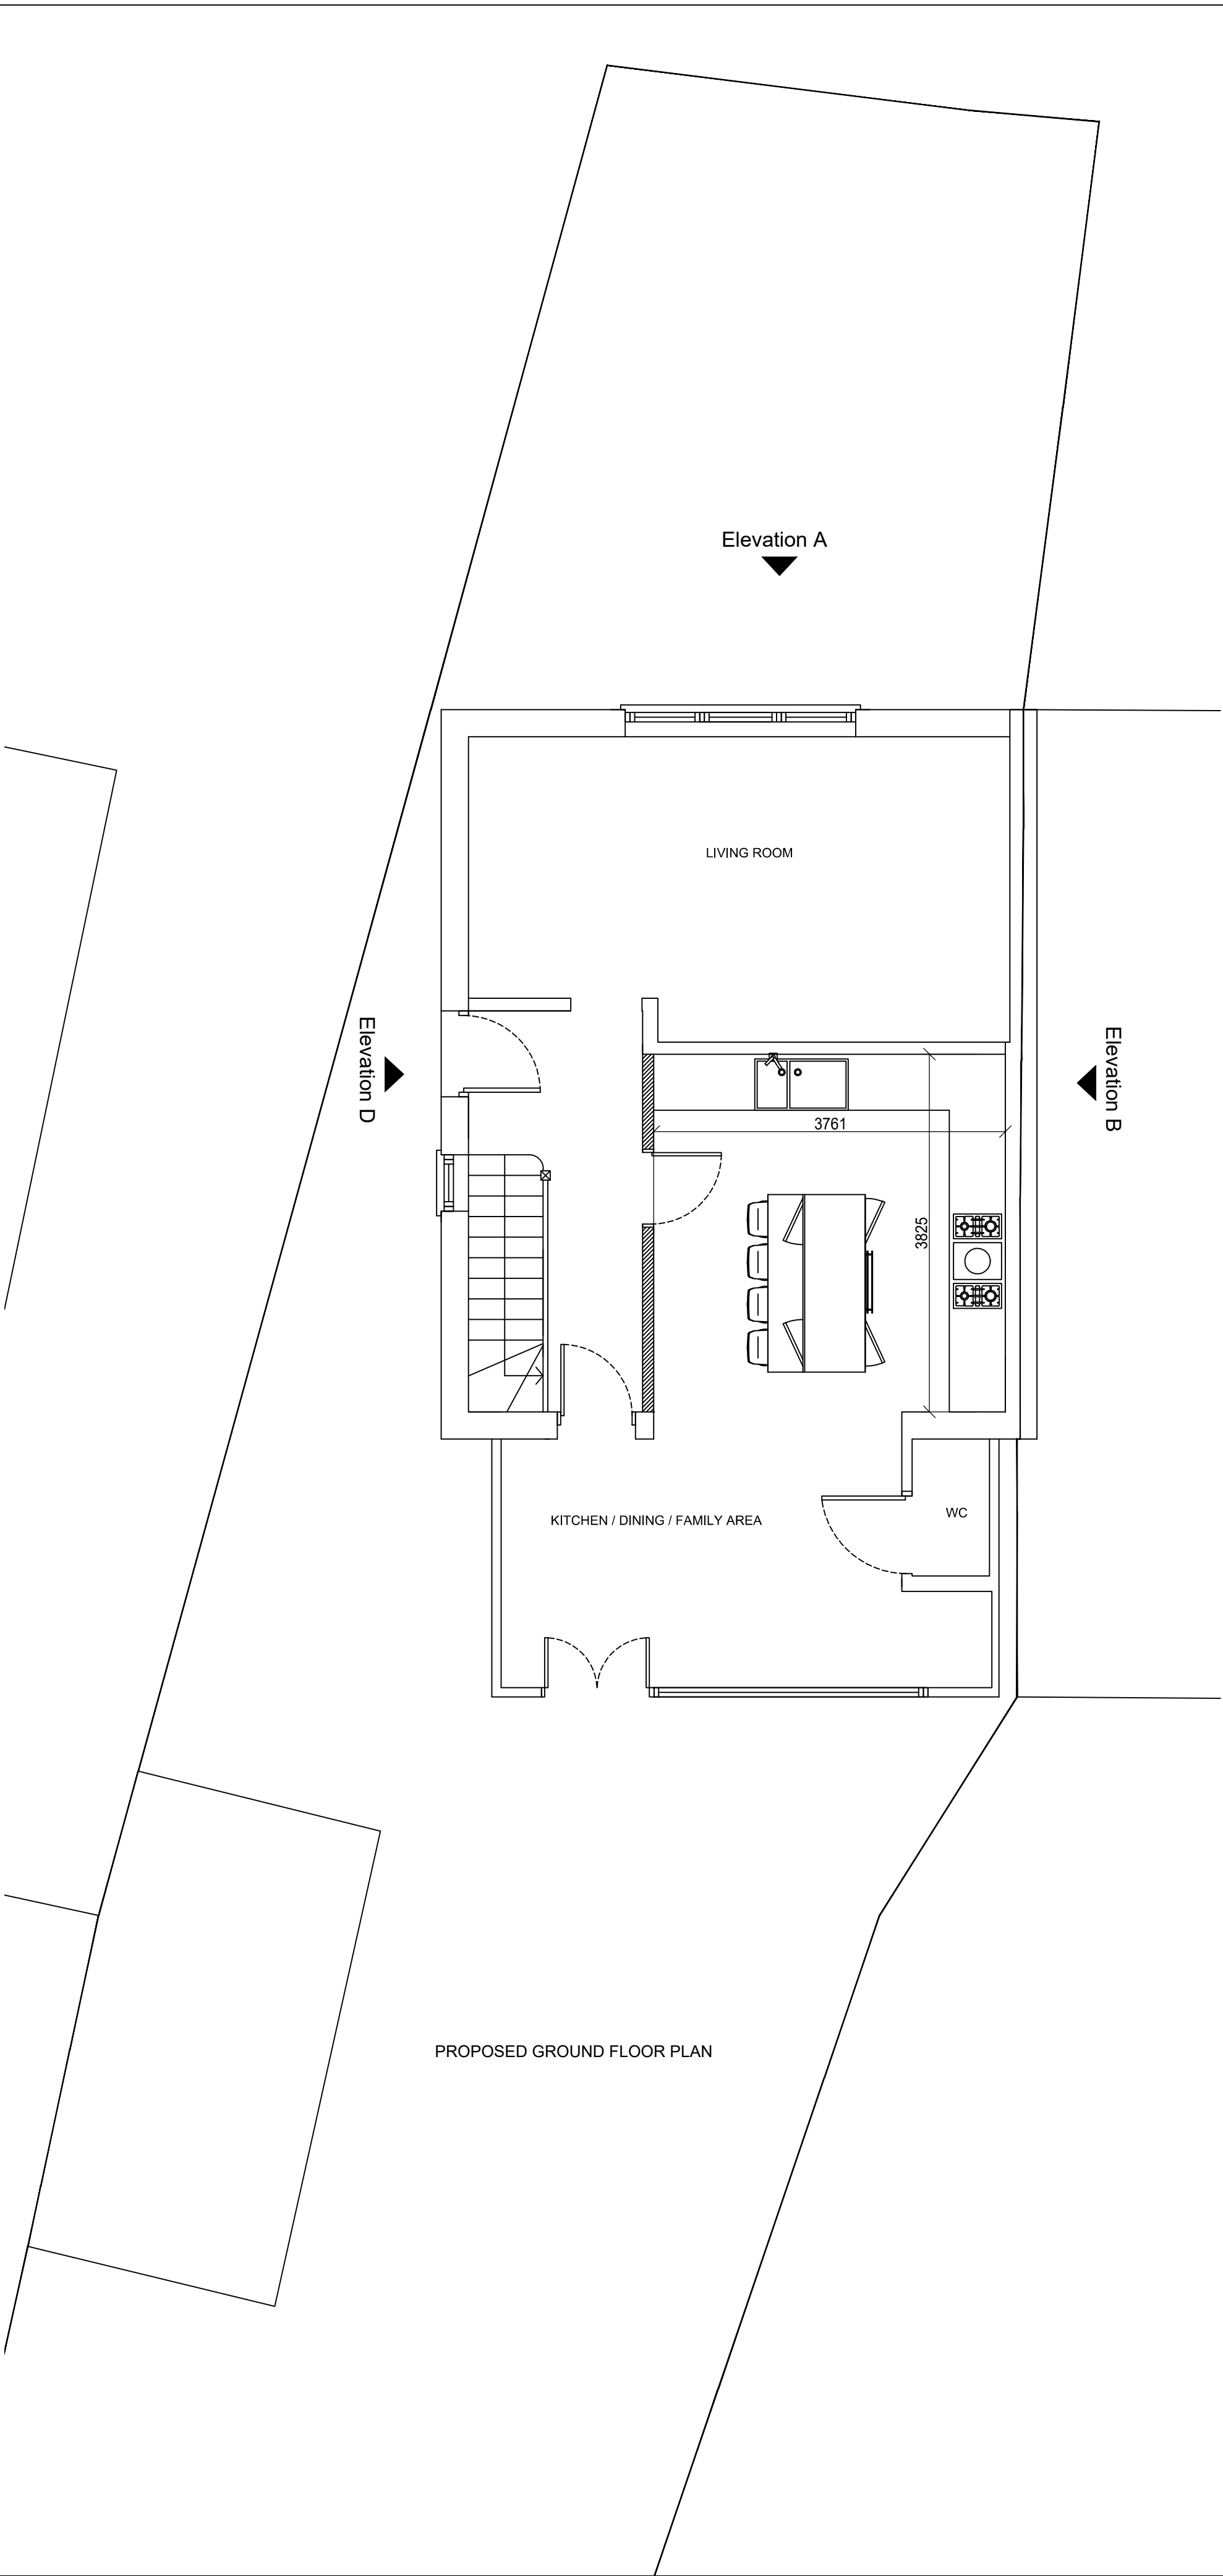 Elevation A
LIVING ROOM
Elevation D
Elevation B
3761
3825
KITCHEN / DINING / FAMILY AREA
WC
PROPOSED GROUND FLOOR PLAN